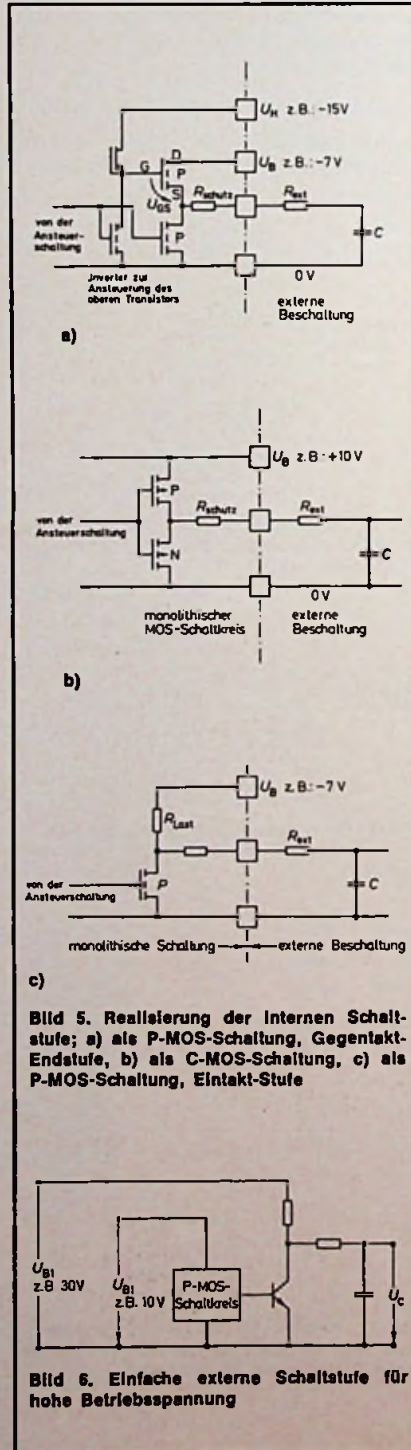 U_H z.B.: -15V
G
D
P
U_B z.B.: -7V
S
U_GS
R_schutz
R_ext
von der
Ansteuer-
schaltung
P
C
0V
Inverter zur
Ansteuerung des
oberen Transistors
externe
Beschaltung
a)
U_B z.B.: +10V
P
von der
Ansteuerschaltung
R_schutz
R_ext
N
C
0V
monolithischer
MOS-Schaltkreis
externe
Beschaltung
b)
U_B z.B.: -7V
R_Last
R_ext
von der
Ansteuerschaltung
P
C
monolithische Schaltung
externe Beschaltung
c)
Bild 5. Realisierung der internen Schalt-
stufe; a) als P-MOS-Schaltung, Gegentakt-
Endstufe, b) als C-MOS-Schaltung, c) als
P-MOS-Schaltung, Eintakt-Stufe
U_B1
z.B. 30V
U_B1
z.B. 10V
P-MOS-
Schaltkreis
U_C
Bild 6. Einfache externe Schaltstufe für
hohe Betriebsspannung